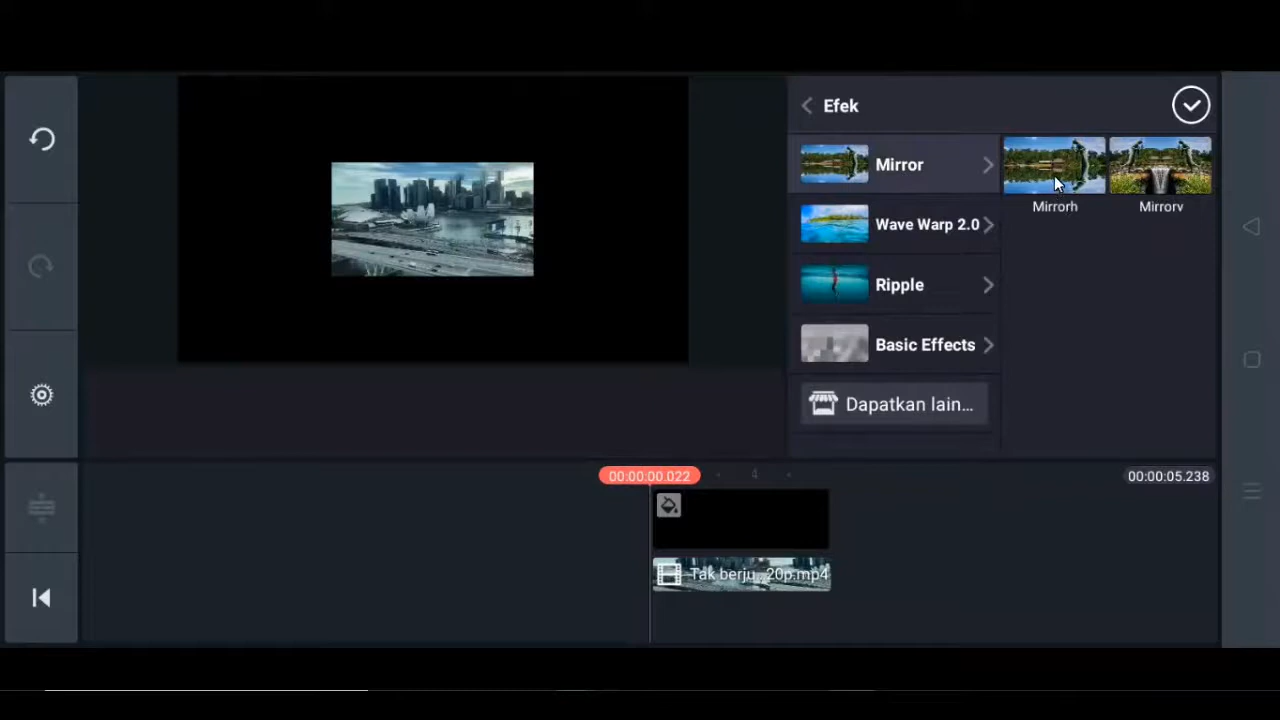 Efek
Mirror
Mirrorh
Mirrorv
Wave Warp 2.0
Ripple
Basic Effects
Dapatkan lain...
00:00:00.022
4
00:00:05.238
Tak berju...20p.mp4